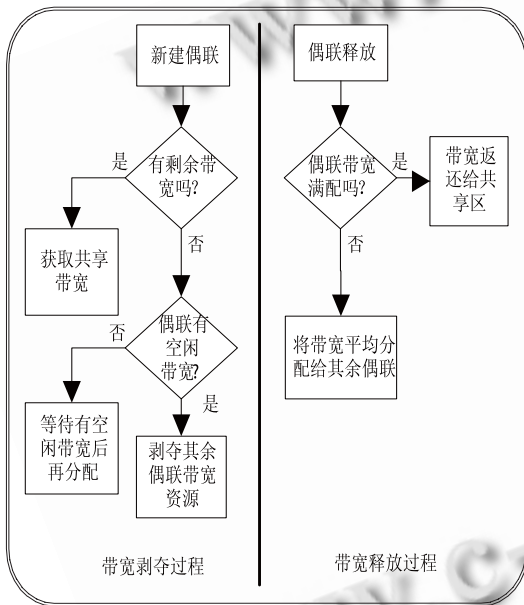 新建偶联
是
有剩余带
宽吗?
否
获取共享
带宽
否
偶联有
空闲
带宽?
是
等待有空
闲带宽后
再分配
剥夺其余
偶联带宽
资源
带宽剥夺过程
偶联释放
偶联带宽
满配吗?
是
带宽返
还给共
享区
否
将带宽平均分
配给其余偶联
带宽释放过程